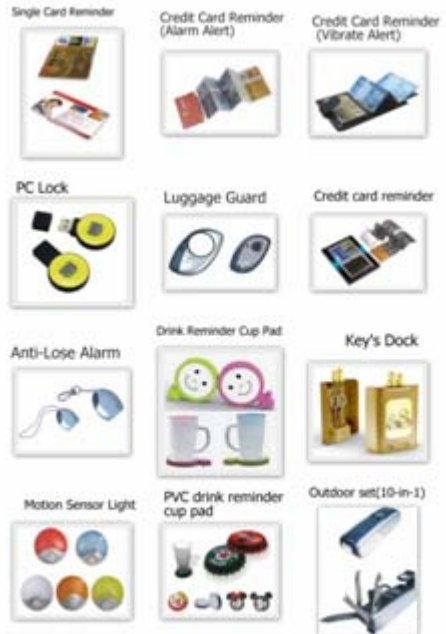 Single Card Reminder
Credit Card Reminder
(Alarm Alert)
Credit Card Reminder
(Vibrate Alert)
PC Lock
Luggage Guard
Credit card reminder
Anti-Lose Alarm
Drink Reminder Cup Pad
Key's Dock
Motion Sensor Light
PVC drink reminder
cup pad
Outdoor set(10-in-1)